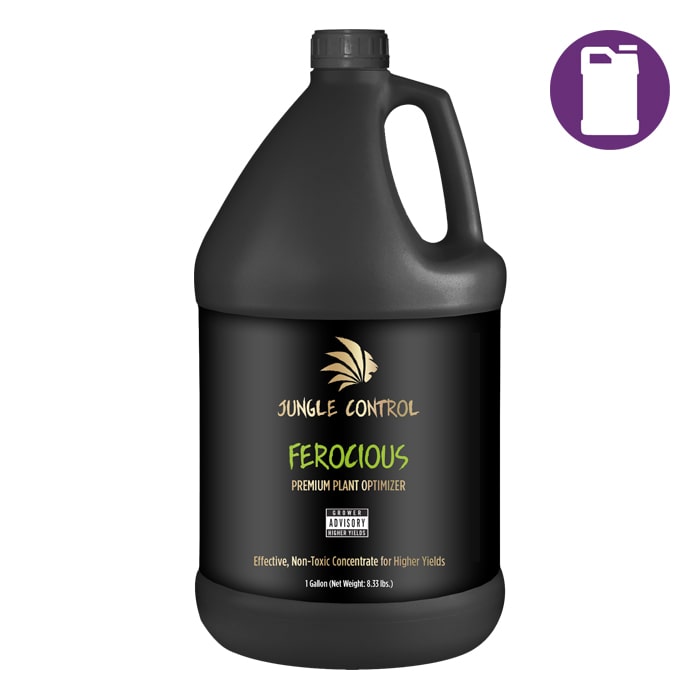 JUNGLE CONTROL
FEROCIOUS
PREMIUM PLANT OPTIMIZER
GROWER
ADVISORY
HIGHER YIELDS
Effective, Non-Toxic Concentrate for Higher Yields
1 Gallon (Net Weight: 8.33 lbs.)